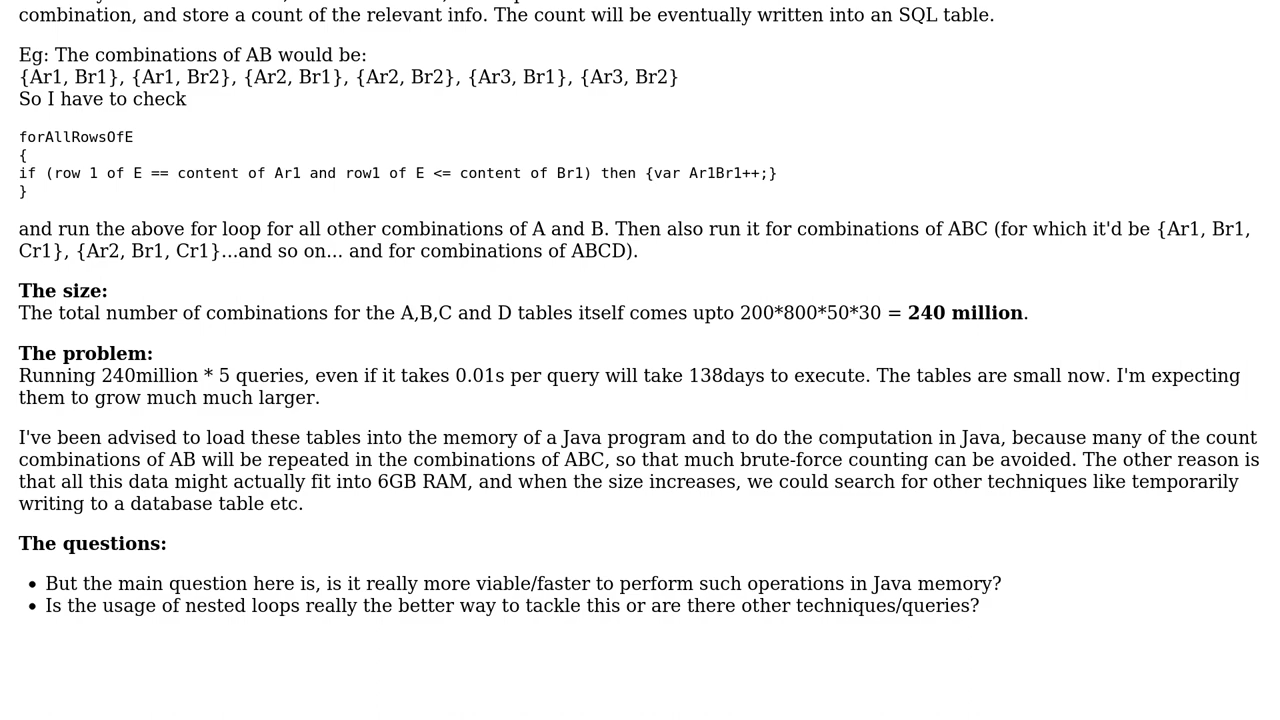 combination, and store a count of the relevant info. The count will be eventually written into an SQL table.
Eg: The combinations of AB would be:
{Ar1, Br1}, {Ar1, Br2}, {Ar2, Br1}, {Ar2, Br2}, {Ar3, Br1}, {Ar3, Br2}
So I have to check
forAllRowsOfE
{
if (row 1 of E == content of Ar1 and row1 of E <= content of Br1) then {var Ar1Br1++;}
}
and run the above for loop for all other combinations of A and B. Then also run it for combinations of ABC (for which it'd be {Ar1, Br1,
Cr1}, {Ar2, Br1, Cr1}...and so on... and for combinations of ABCD).
The size:
The total number of combinations for the A,B,C and D tables itself comes upto 200*800*50*30 = 240 million.
The problem:
Running 240million * 5 queries, even if it takes 0.01s per query will take 138days to execute. The tables are small now. I'm expecting
them to grow much much larger.
I've been advised to load these tables into the memory of a Java program and to do the computation in Java, because many of the count
combinations of AB will be repeated in the combinations of ABC, so that much brute-force counting can be avoided. The other reason is
that all this data might actually fit into 6GB RAM, and when the size increases, we could search for other techniques like temporarily
writing to a database table etc.
The questions:
• But the main question here is, is it really more viable/faster to perform such operations in Java memory?
• Is the usage of nested loops really the better way to tackle this or are there other techniques/queries?